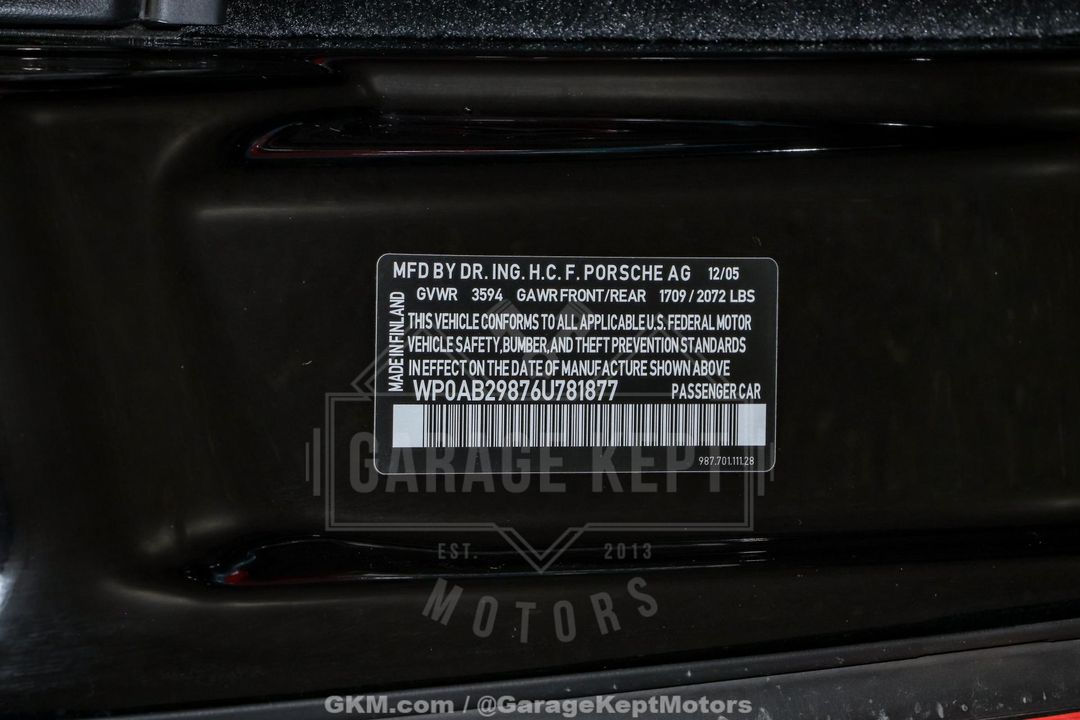 MFD BY DR. ING. H.C. F. PORSCHE AG 12/05
GVWR 3594 GAWR FRONT/REAR 1709 / 2072 LBS
MADE IN FINLAND
THIS VEHICLE CONFORMS TO ALL APPLICABLE U.S. FEDERAL MOTOR
VEHICLE SAFETY, BUMBER, AND THEFT PREVENTION STANDARDS
IN EFFECT ON THE DATE OF MANUFACTURE SHOWN ABOVE
WP0AB29876U781877 PASSENGER CAR
987.701.111.28
GARAGE KEPT
EST. 2013
MOTORS
GKM.com / @GarageKeptMotors